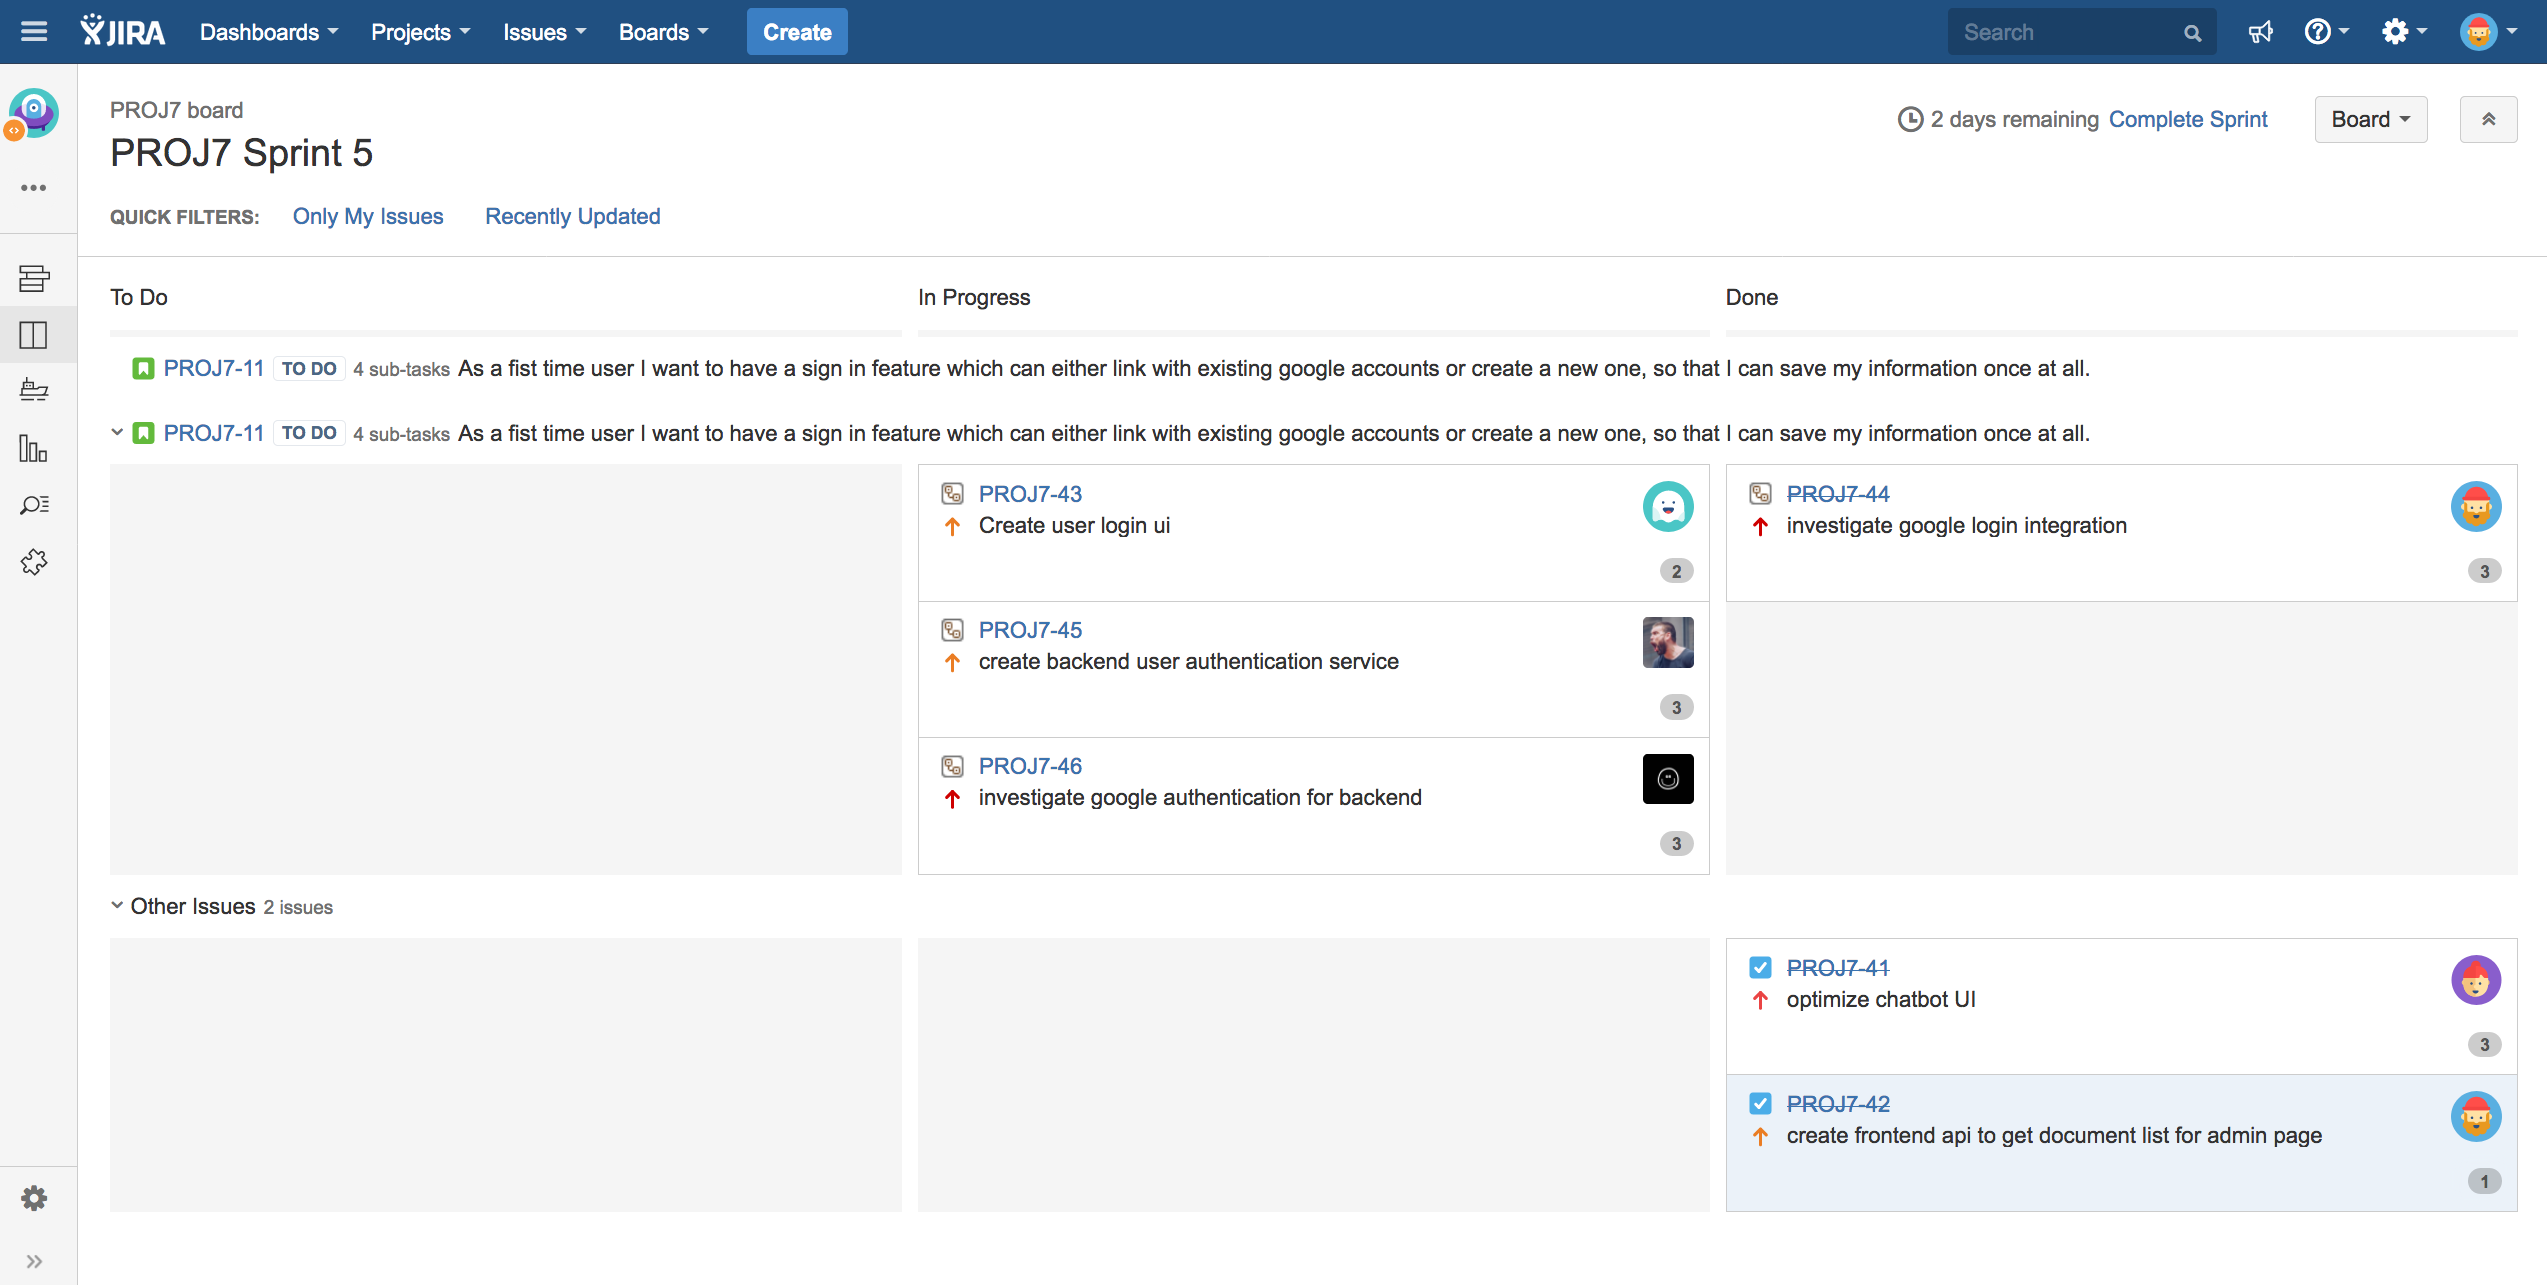 JIRA Dashboards Projects Issues Boards Create Search
PROJ7 board
PROJ7 Sprint 5
2 days remaining Complete Sprint Board
QUICK FILTERS: Only My Issues Recently Updated
To Do In Progress Done
PROJ7-11 TO DO 4 sub-tasks As a fist time user I want to have a sign in feature which can either link with existing google accounts or create a new one, so that I can save my information once at all.
PROJ7-11 TO DO 4 sub-tasks As a fist time user I want to have a sign in feature which can either link with existing google accounts or create a new one, so that I can save my information once at all.
PROJ7-43
Create user login ui
2
PROJ7-45
create backend user authentication service
3
PROJ7-46
investigate google authentication for backend
3
PROJ7-44
investigate google login integration
3
Other Issues 2 issues
PROJ7-41
optimize chatbot UI
3
PROJ7-42
create frontend api to get document list for admin page
1